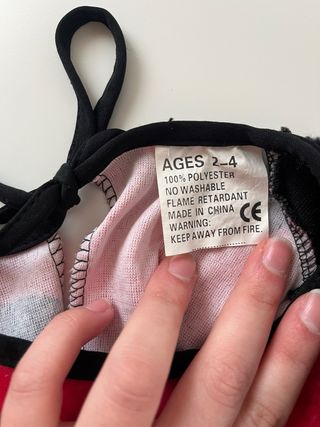 AGES 2-4
100% POLYESTER
NO WASHABLE
FLAME RETARDANT
MADE IN CHINA CE
WARNING:
KEEP AWAY FROM FIRE.